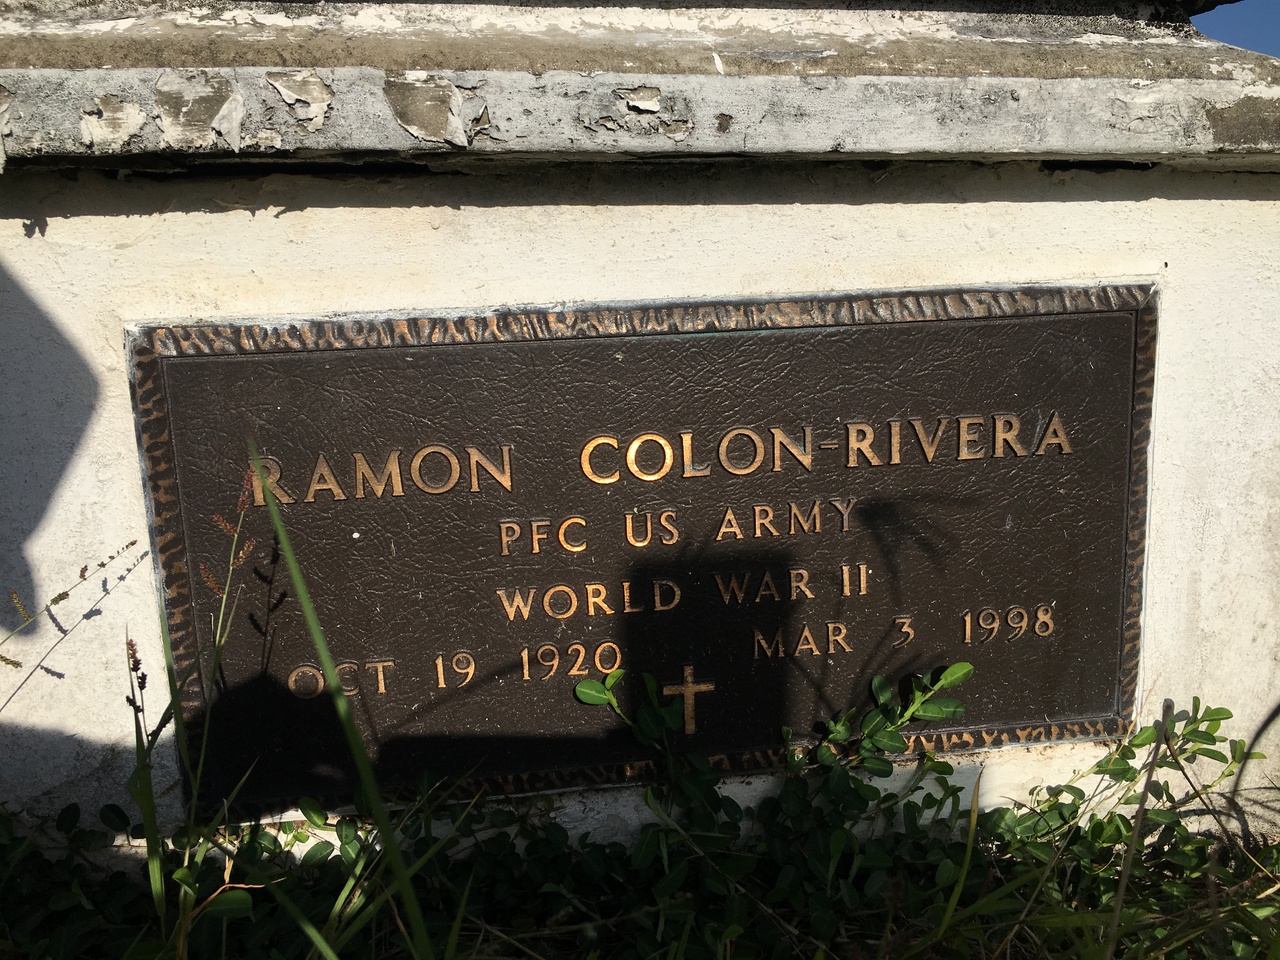 RAMON COLON-RIVERA
PFC US ARMY
WORLD WAR II
OCT 19 1920 MAR 3 1998